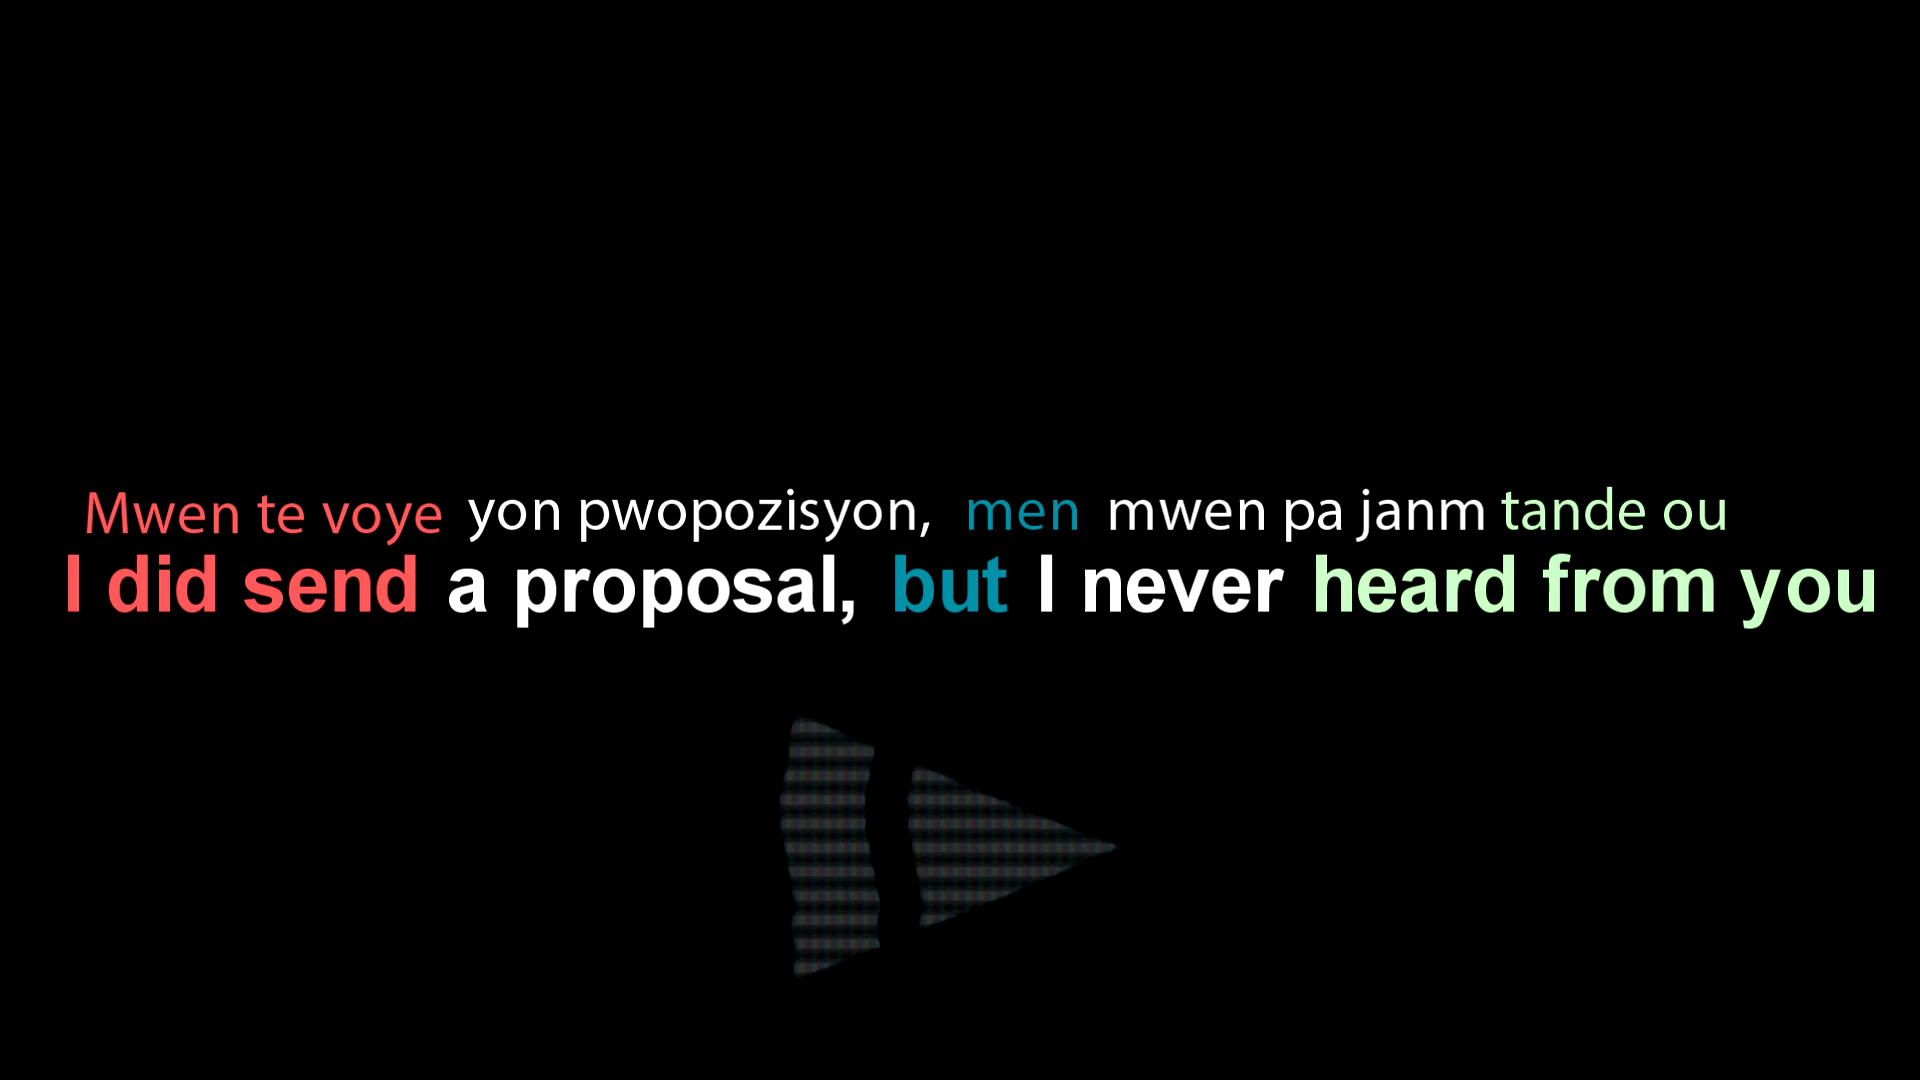 Mwen te voye yon pwopozisyon, men mwen pa janm tande ou
I did send a proposal, but I never heard from you